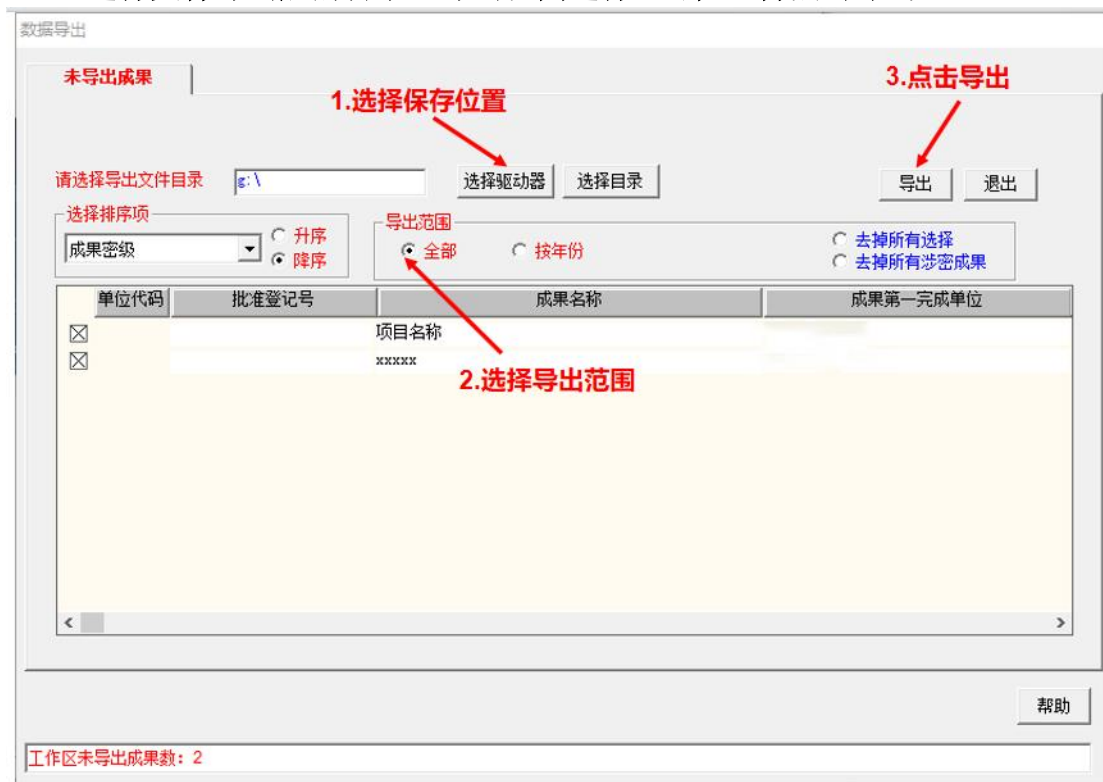 数据导出
未导出成果
3.点击导出
1.选择保存位置
请选择导出文件目录 g:\ 选择驱动器 选择目录 导出 退出
选择排序项
成果密级
升序
降序
导出范围
全部 按年份
去掉所有选择
去掉所有涉密成果
单位代码 批准登记号 成果名称 成果第一完成单位
项目名称
xxxxx
2.选择导出范围
帮助
工作区未导出成果数: 2